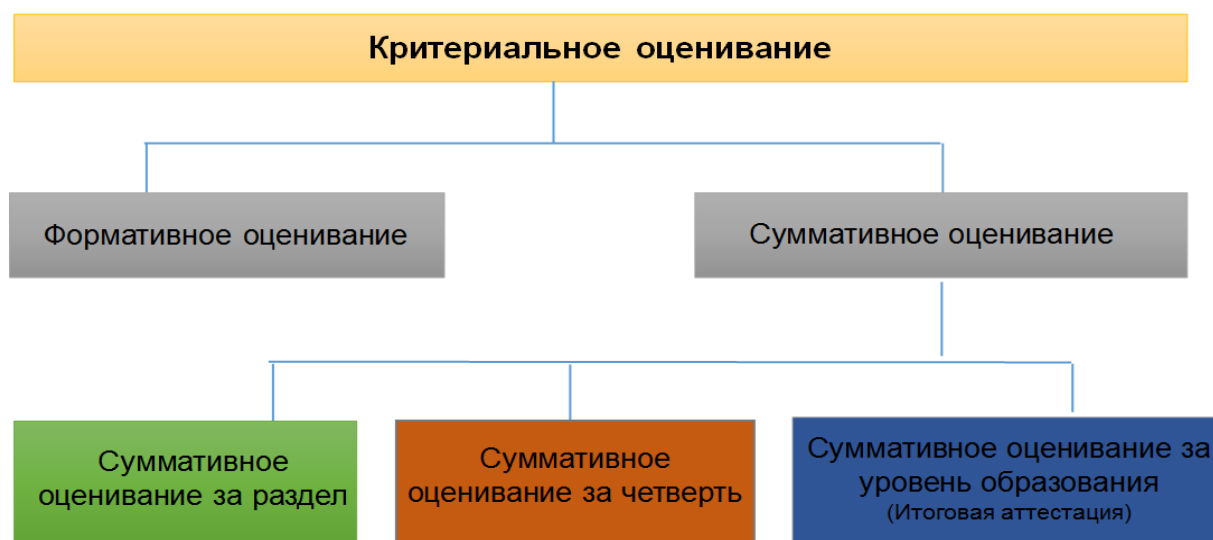 Критериальное оценивание
Формативное оценивание
Суммативное оценивание
Суммативное
оценивание за раздел
Суммативное
оценивание за четверть
Суммативное оценивание за
уровень образования
(Итоговая аттестация)